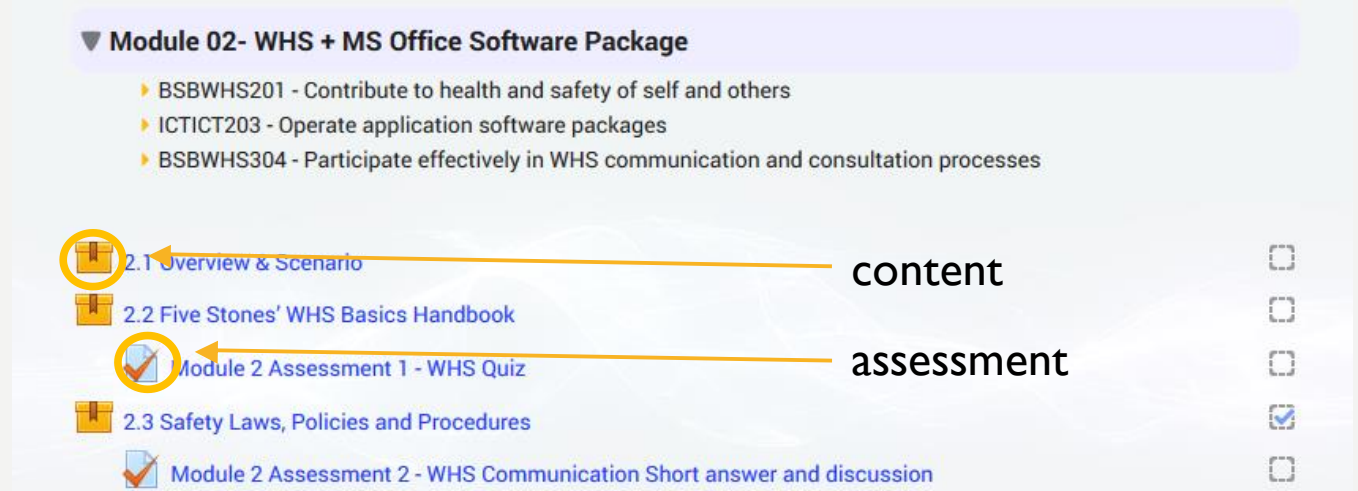 Module 02- WHS + MS Office Software Package
BSBWHS201 - Contribute to health and safety of self and others
ICTICT203 - Operate application software packages
BSBWHS304 - Participate effectively in WHS communication and consultation processes
2.1 Overview & Scenario
content
2.2 Five Stones’ WHS Basics Handbook
Module 2 Assessment 1 - WHS Quiz
assessment
2.3 Safety Laws, Policies and Procedures
Module 2 Assessment 2 - WHS Communication Short answer and discussion